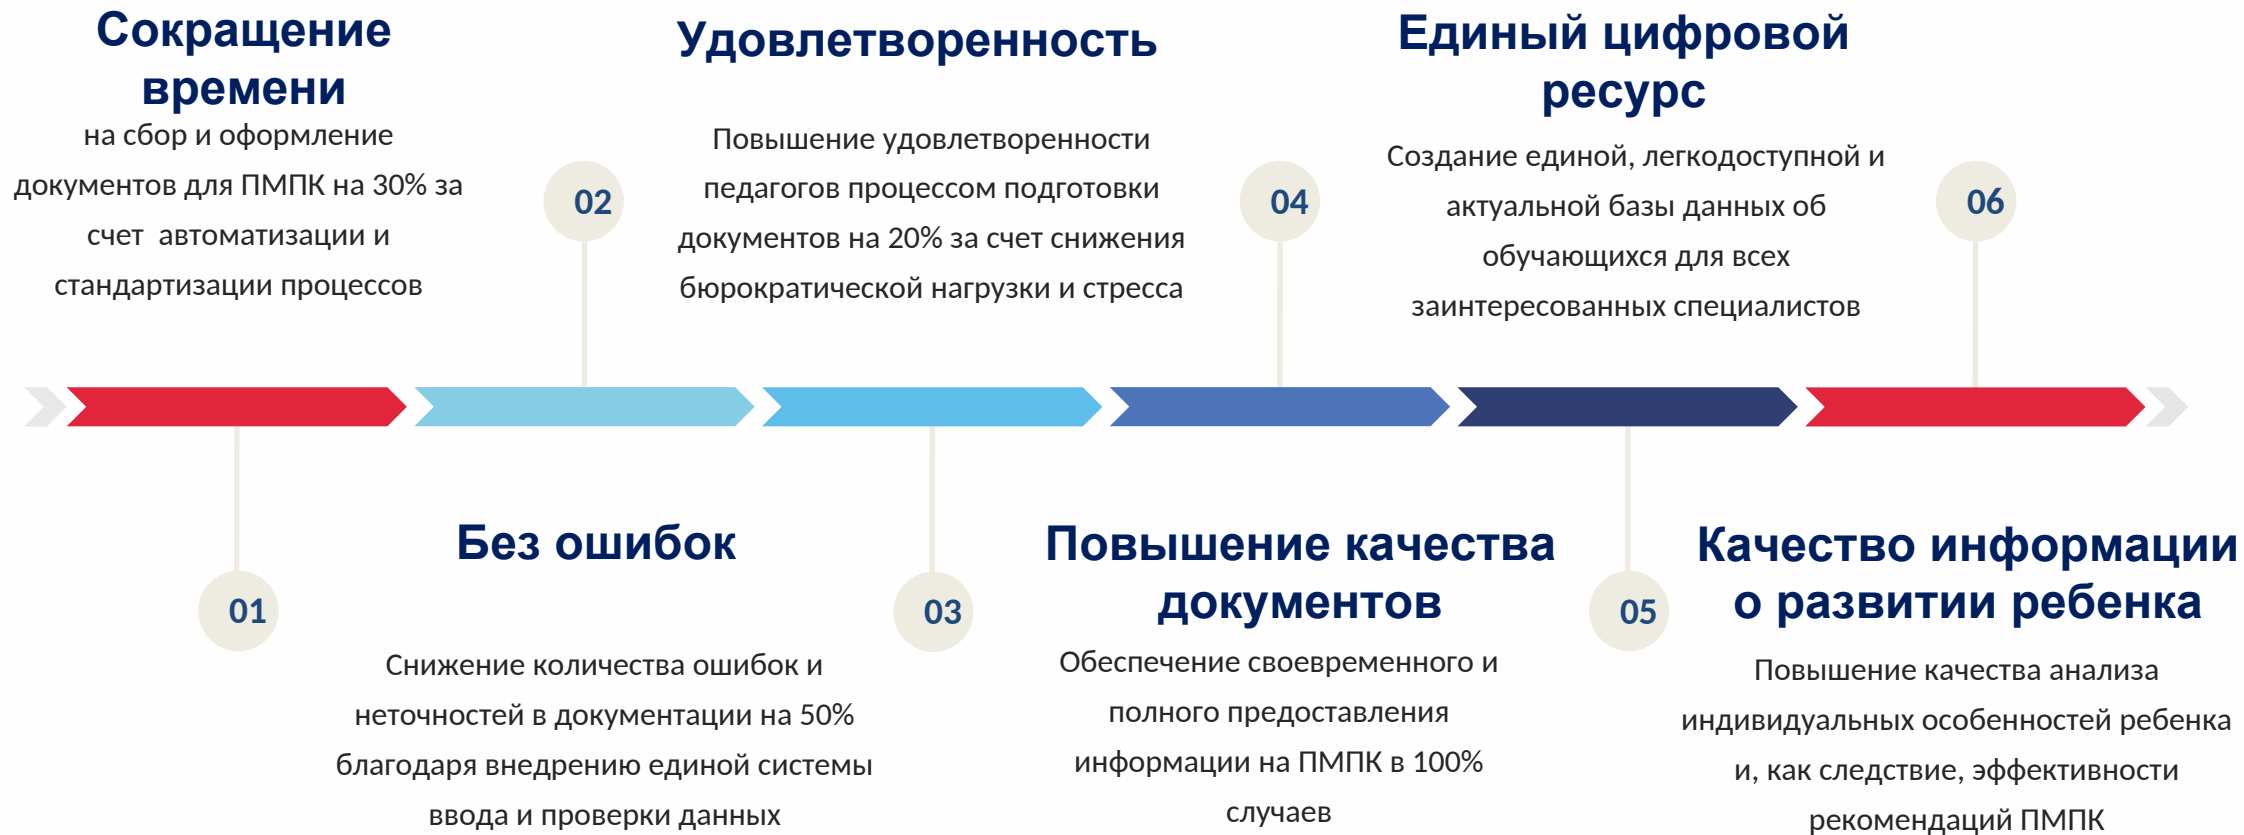 Сокращение
времени
на сбор и оформление
документов для ПМПК на 30% за
счет  автоматизации и
стандартизации процессов
01
02
Без ошибок
Снижение количества ошибок и
неточностей в документации на 50%
благодаря внедрению единой системы
ввода и проверки данных
Удовлетворенность
Повышение удовлетворенности
педагогов процессом подготовки
документов на 20% за счет снижения
бюрократической нагрузки и стресса
03
04
Повышение качества
документов
Обеспечение своевременного и
полного предоставления
информации на ПМПК в 100%
случаев
Единый цифровой
ресурс
Создание единой, легкодоступной и
актуальной базы данных об
обучающихся для всех
заинтересованных специалистов
05
06
Качество информации
о развитии ребенка
Повышение качества анализа
индивидуальных особенностей ребенка
и, как следствие, эффективности
рекомендаций ПМПК